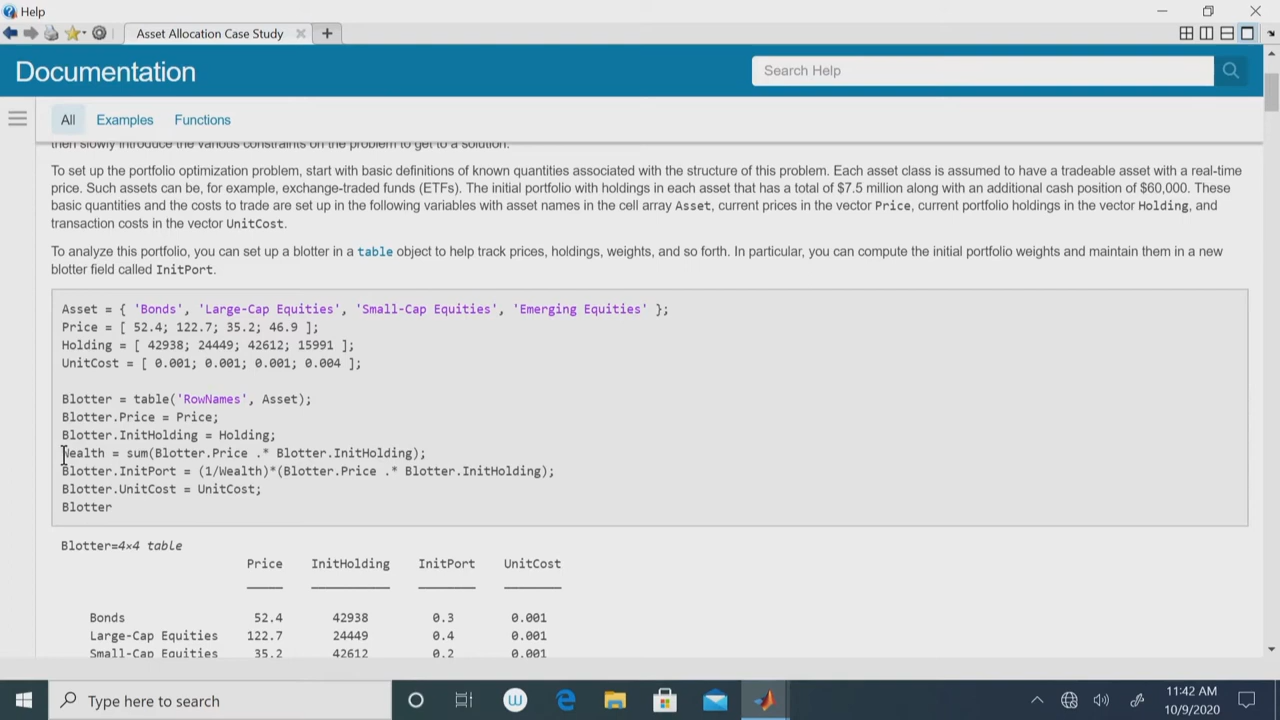 Help
Asset Allocation Case Study
Documentation
Search Help
All Examples Functions
then slowly introduce the various constraints on the problem to get to a solution.
To set up the portfolio optimization problem, start with basic definitions of known quantities associated with the structure of this problem. Each asset class is assumed to have a tradeable asset with a real-time
price. Such assets can be, for example, exchange-traded funds (ETFs). The initial portfolio with holdings in each asset that has a total of $7.5 million along with an additional cash position of $60,000. These
basic quantities and the costs to trade are set up in the following variables with asset names in the cell array Asset, current prices in the vector Price, current portfolio holdings in the vector Holding, and
transaction costs in the vector UnitCost.
To analyze this portfolio, you can set up a blotter in a table object to help track prices, holdings, weights, and so forth. In particular, you can compute the initial portfolio weights and maintain them in a new
blotter field called InitPort.
Asset = { 'Bonds', 'Large-Cap Equities', 'Small-Cap Equities', 'Emerging Equities' };
Price = [ 52.4; 122.7; 35.2; 46.9 ];
Holding = [ 42938; 24449; 42612; 15991 ];
UnitCost = [ 0.001; 0.001; 0.001; 0.004 ];
Blotter = table('RowNames', Asset);
Blotter.Price = Price;
Blotter.InitHolding = Holding;
Wealth = sum(Blotter.Price .* Blotter.InitHolding);
Blotter.InitPort = (1/Wealth)*(Blotter.Price .* Blotter.InitHolding);
Blotter.UnitCost = UnitCost;
Blotter
Blotter=4×4 table
Price InitHolding InitPort UnitCost
Bonds 52.4 42938 0.3 0.001
Large-Cap Equities 122.7 24449 0.4 0.001
Small-Cap Equities 35.2 42612 0.2 0.001
Type here to search
11:42 AM
10/9/2020